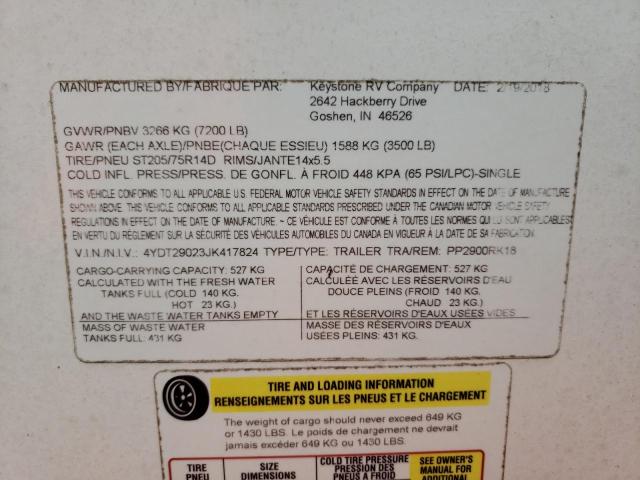 MANUFACTURED BY/FABRIQUE PAR: Keystone RV Company DATE: 2/19/2018
2642 Hackberry Drive
Goshen, IN 46526
GVWR/PNBV 3266 KG (7200 LB)
GAWR (EACH AXLE)/PNBE(CHAQUE ESSIEU) 1588 KG (3500 LB)
TIRE/PNEU ST205/75R14D RIMS/JANTE14x5.5
COLD INFL. PRESS/PRESS. DE GONFL. À FROID 448 KPA (65 PSI/LPC)-SINGLE
THIS VEHICLE CONFORMS TO ALL APPLICABLE U.S. FEDERAL MOTOR VEHICLE SAFETY STANDARDS IN EFFECT ON THE DATE OF MANUFACTURE
SHOWN ABOVE. THIS VEHICLE CONFORMS TO ALL APPLICABLE STANDARDS PRESCRIBED UNDER THE CANADIAN MOTOR VEHICLE SAFETY
REGULATIONS IN EFFECT ON THE DATE OF MANUFACTURE - CE VÉHICULE EST CONFORME À TOUTES LES NORMES QUI LUI SONT APPLICABLES
EN VERTU DU RÈGLEMENT SUR LA SÉCURITÉ DES VÉHICULES AUTOMOBILES DU CANADA EN VIGUEUR À LA DATE DE SA FABRICATION.
V.I.N./N.I.V.: 4YDT29023JK417824 TYPE/TYPE: TRAILER TRA/REM: PP2900RK18
CARGO-CARRYING CAPACITY: 527 KG
CALCULATED WITH THE FRESH WATER
TANKS FULL (COLD 140 KG.
HOT 23 KG.)
AND THE WASTE WATER TANKS EMPTY
MASS OF WASTE WATER
TANKS FULL: 431 KG
CAPACITÉ DE CHARGEMENT: 527 KG
CALCULÉE AVEC LES RÉSERVOIRS D'EAU
DOUCE PLEINS (FROID 140 KG.
CHAUD 23 KG.)
ET LES RÉSERVOIRS D'EAUX USÉES VIDES
MASSE DES RÉSERVOIRS D'EAUX
USÉES PLEINS: 431 KG.
TIRE AND LOADING INFORMATION
RENSEIGNEMENTS SUR LES PNEUS ET LE CHARGEMENT
The weight of cargo should never exceed 649 KG
or 1430 LBS. Le poids de chargement ne devrait
jamais excéder 649 KG ou 1430 LBS.
TIRE
PNEU
SIZE
DIMENSIONS
COLD TIRE PRESSURE
PRESSION DES
PNEUS A FROID
SEE OWNER'S
MANUAL FOR
ADDITIONAL